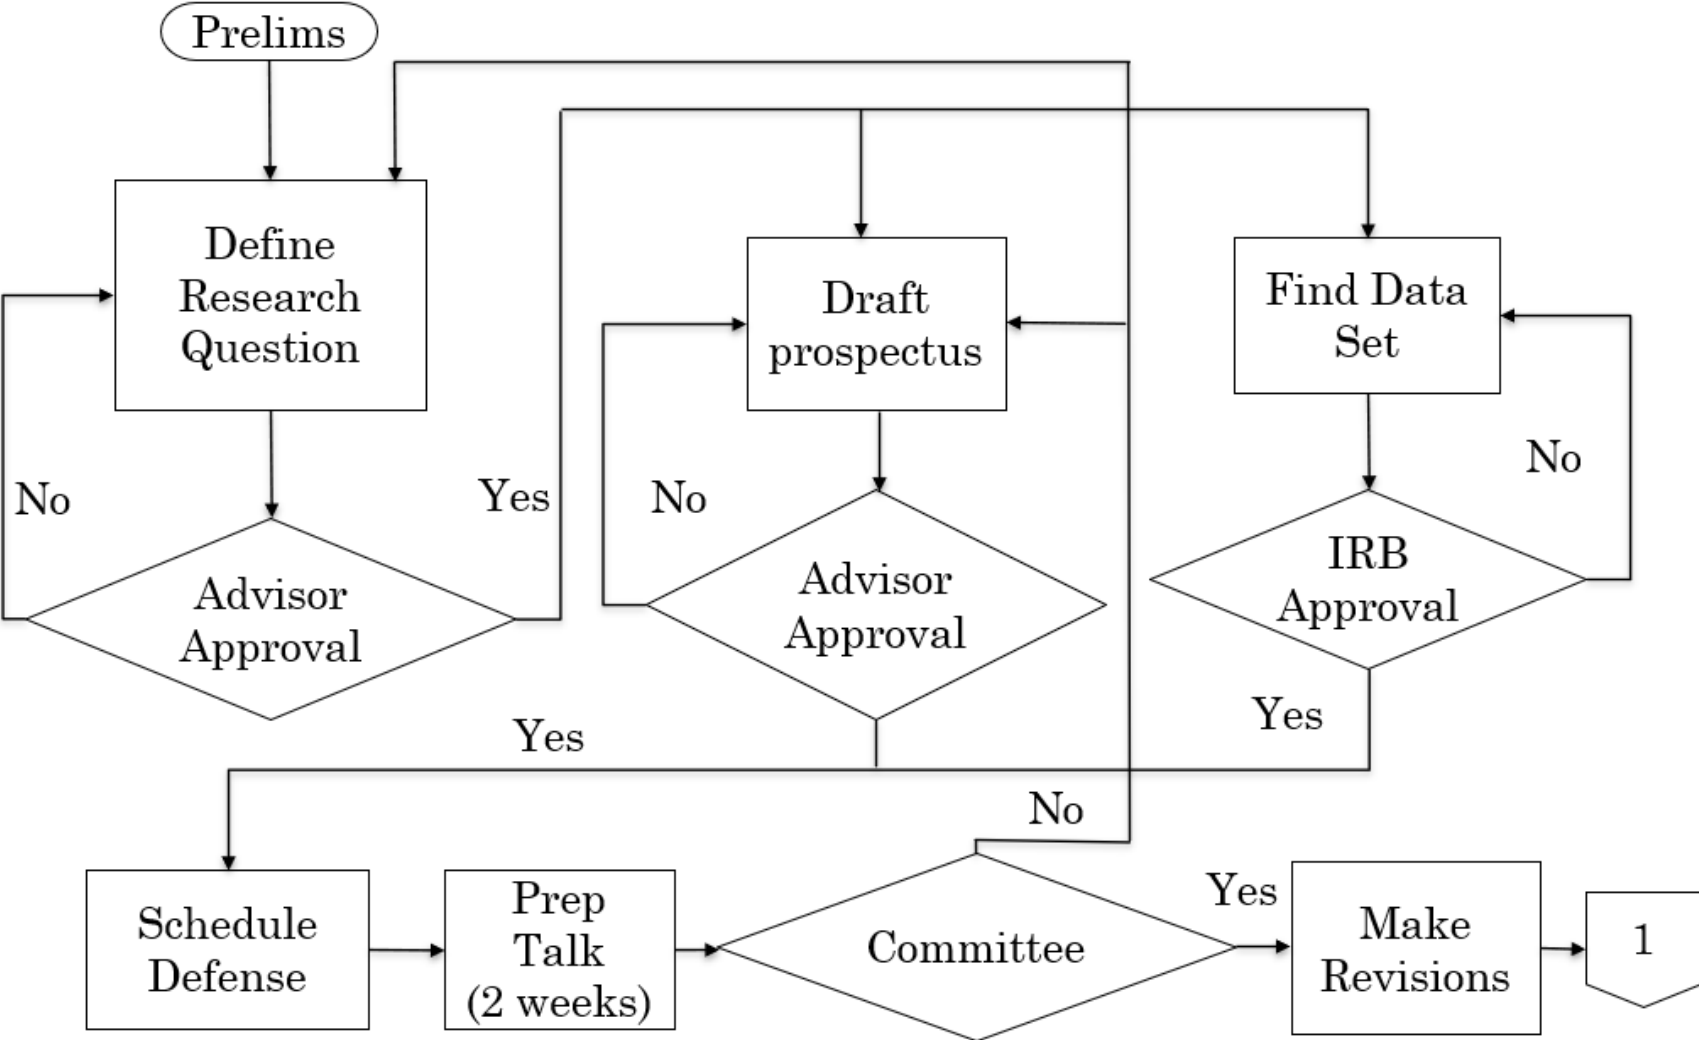 Prelims
Define
Research
Question
Draft
prospectus
Find Data
Set
No
Yes
No
No
Advisor
Approval
Advisor
Approval
IRB
Approval
Yes
Yes
No
Schedule
Defense
Prep
Talk
(2 weeks)
Committee
Yes
Make
Revisions
1